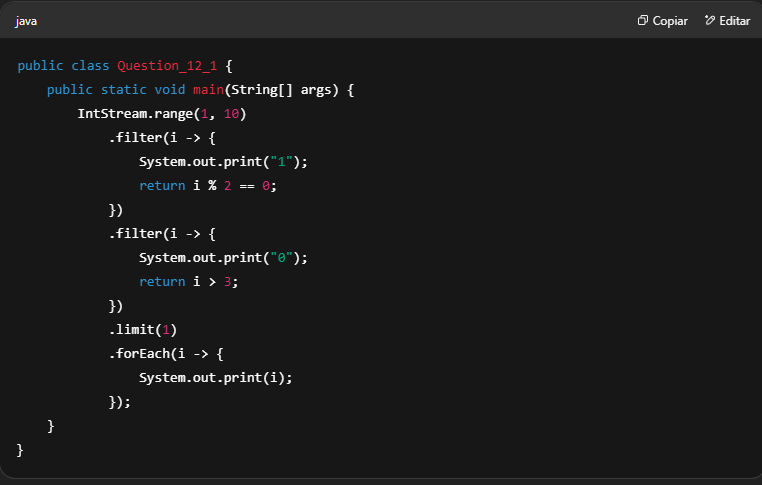 java
Copiar
Editar
public class Question_12_1 {
    public static void main(String[] args) {
        IntStream.range(1, 10)
            .filter(i -> {
                System.out.print("1");
                return i % 2 == 0;
            })
            .filter(i -> {
                System.out.print("0");
                return i > 3;
            })
            .limit(1)
            .forEach(i -> {
                System.out.print(i);
            });
    }
}